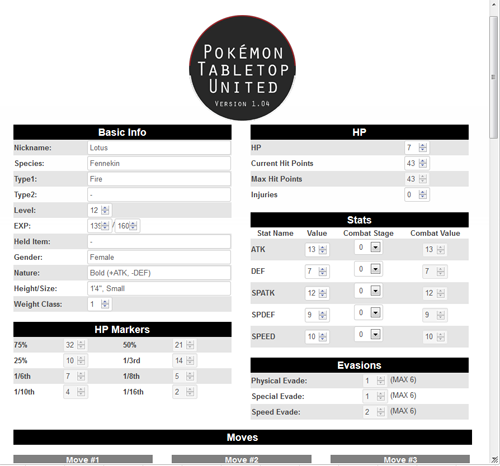 POKÉMON
TABLETOP
UNITED
VERSION 1.04
Basic Info
Nickname: Lotus
Species: Fennekin
Type1: Fire
Type2: -
Level: 12
EXP: 135 / 160
Held Item: -
Gender: Female
Nature: Bold (+ATK, -DEF)
Height/Size: 1'4", Small
Weight Class: 1
HP Markers
75% 32 50% 21
25% 10 1/3rd 14
1/6th 7 1/8th 5
1/10th 4 1/16th 2
HP
HP 7
Current Hit Points 43
Max Hit Points 43
Injuries 0
Stats
Stat Name Value Combat Stage Combat Value
ATK 13 0 13
DEF 7 0 7
SPATK 12 0 12
SPDEF 9 0 9
SPEED 10 0 10
Evasions
Physical Evade: 1 (MAX 6)
Special Evade: 1 (MAX 6)
Speed Evade: 2 (MAX 6)
Moves
Move #1 Move #2 Move #3